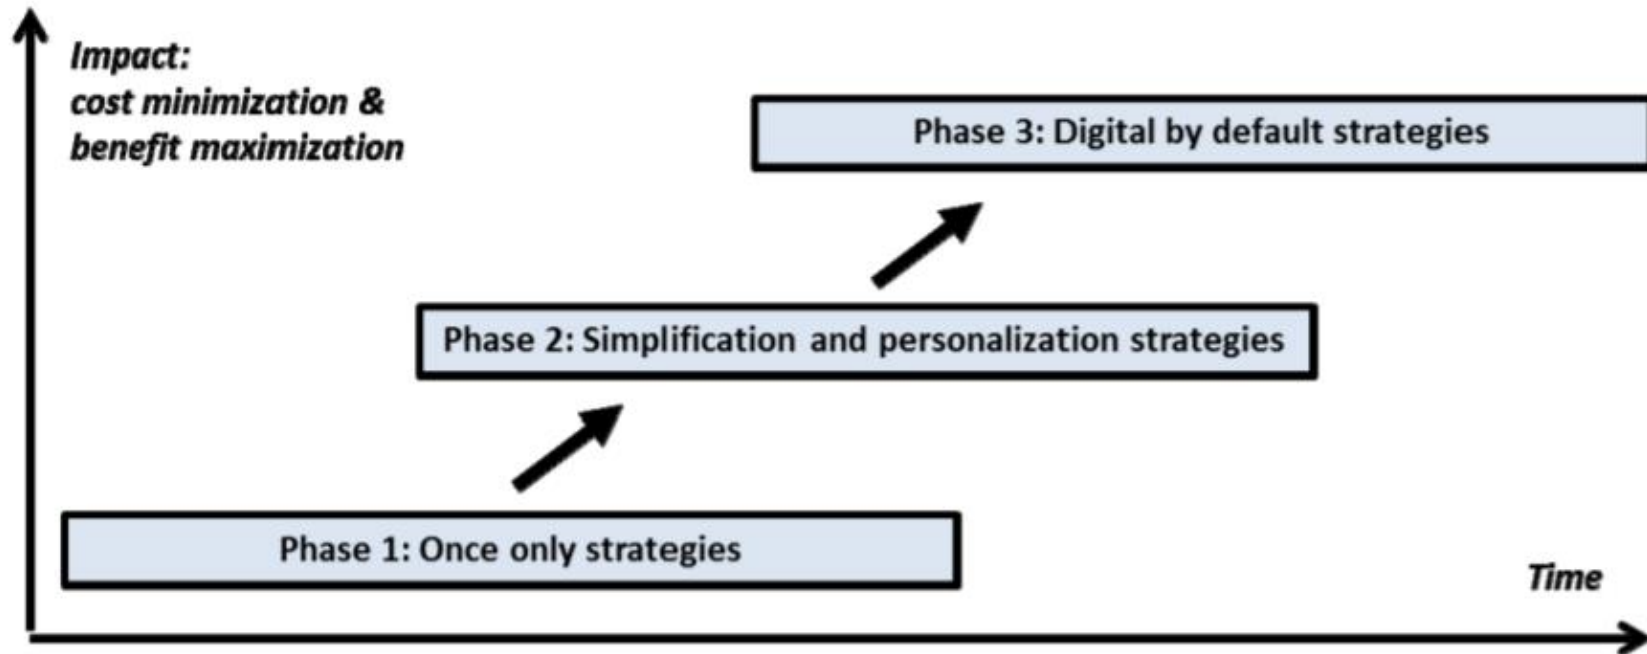 Impact:
cost minimization &
benefit maximization
Phase 3: Digital by default strategies
Phase 2: Simplification and personalization strategies
Phase 1: Once only strategies
Time